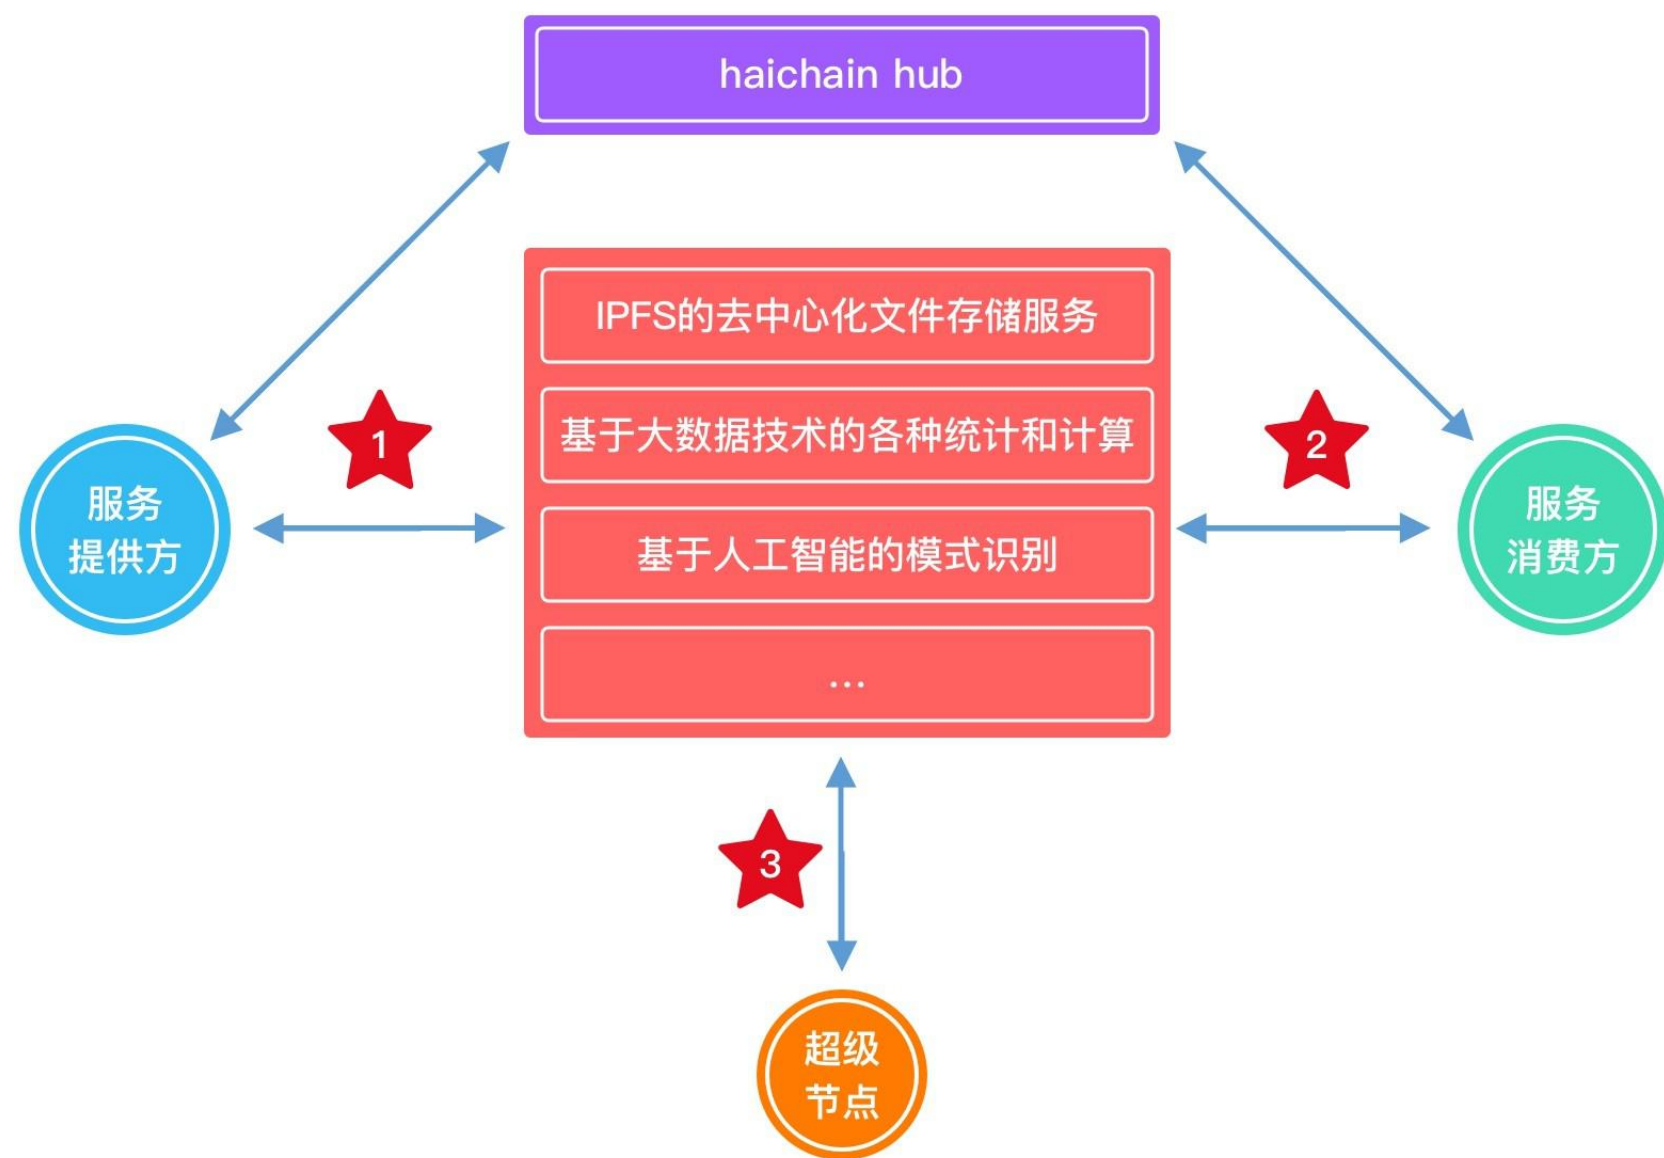 haichain hub
IPFS的去中心化文件存储服务
1
基于大数据技术的各种统计和计算
2
服务
提供方
基于人工智能的模式识别
服务
消费方
...
3
超级
节点